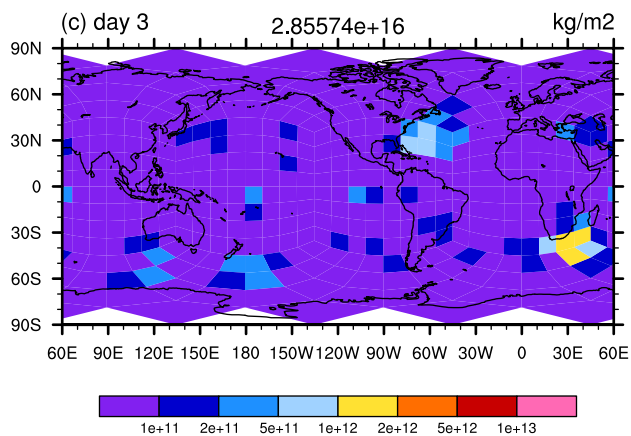 (c) day 3 2.85574e+16 kg/m2
90N
60N
30N
0
30S
60S
90S
60E 90E 120E 150E 180 150W 120W 90W 60W 30W 0 30E 60E
1e+11 2e+11 5e+11 1e+12 2e+12 5e+12 1e+13